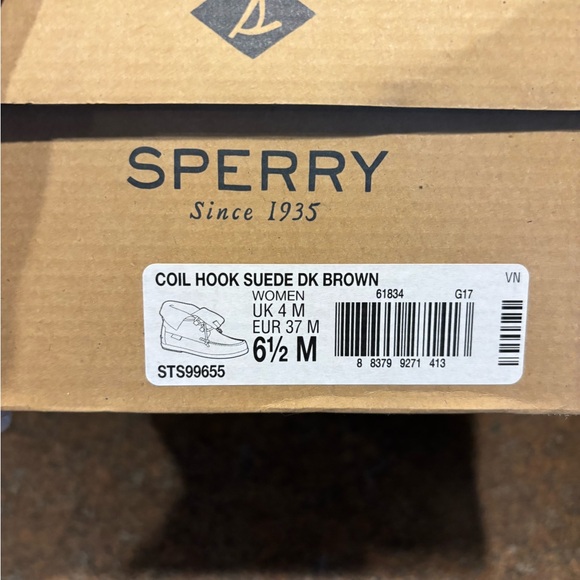 SPERRY
Since 1935
COIL HOOK SUEDE DK BROWN VN
WOMEN 61834 G17
UK 4 M
EUR 37 M
6½ M
8 8379 9271 413
STS99655